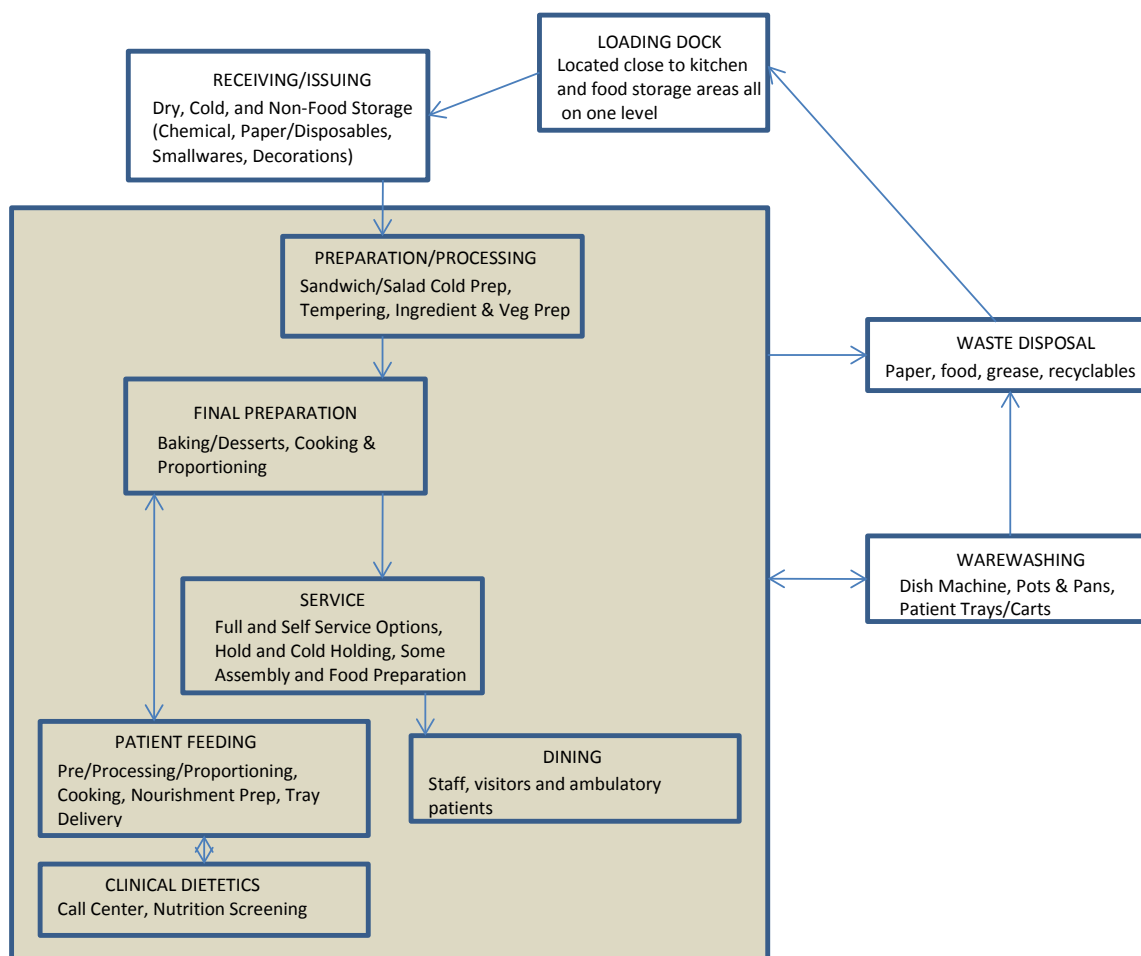 LOADING DOCK
Located close to kitchen
and food storage areas all
on one level
RECEIVING/ISSUING
Dry, Cold, and Non-Food Storage
(Chemical, Paper/Disposables,
Smallwares, Decorations)
PREPARATION/PROCESSING
Sandwich/Salad Cold Prep,
Tempering, Ingredient & Veg Prep
WASTE DISPOSAL
Paper, food, grease, recyclables
FINAL PREPARATION
Baking/Desserts, Cooking &
Proportioning
WAREWASHING
Dish Machine, Pots & Pans,
Patient Trays/Carts
SERVICE
Full and Self Service Options,
Hold and Cold Holding, Some
Assembly and Food Preparation
PATIENT FEEDING
Pre/Processing/Proportioning,
Cooking, Nourishment Prep, Tray
Delivery
DINING
Staff, visitors and ambulatory
patients
CLINICAL DIETETICS
Call Center, Nutrition Screening